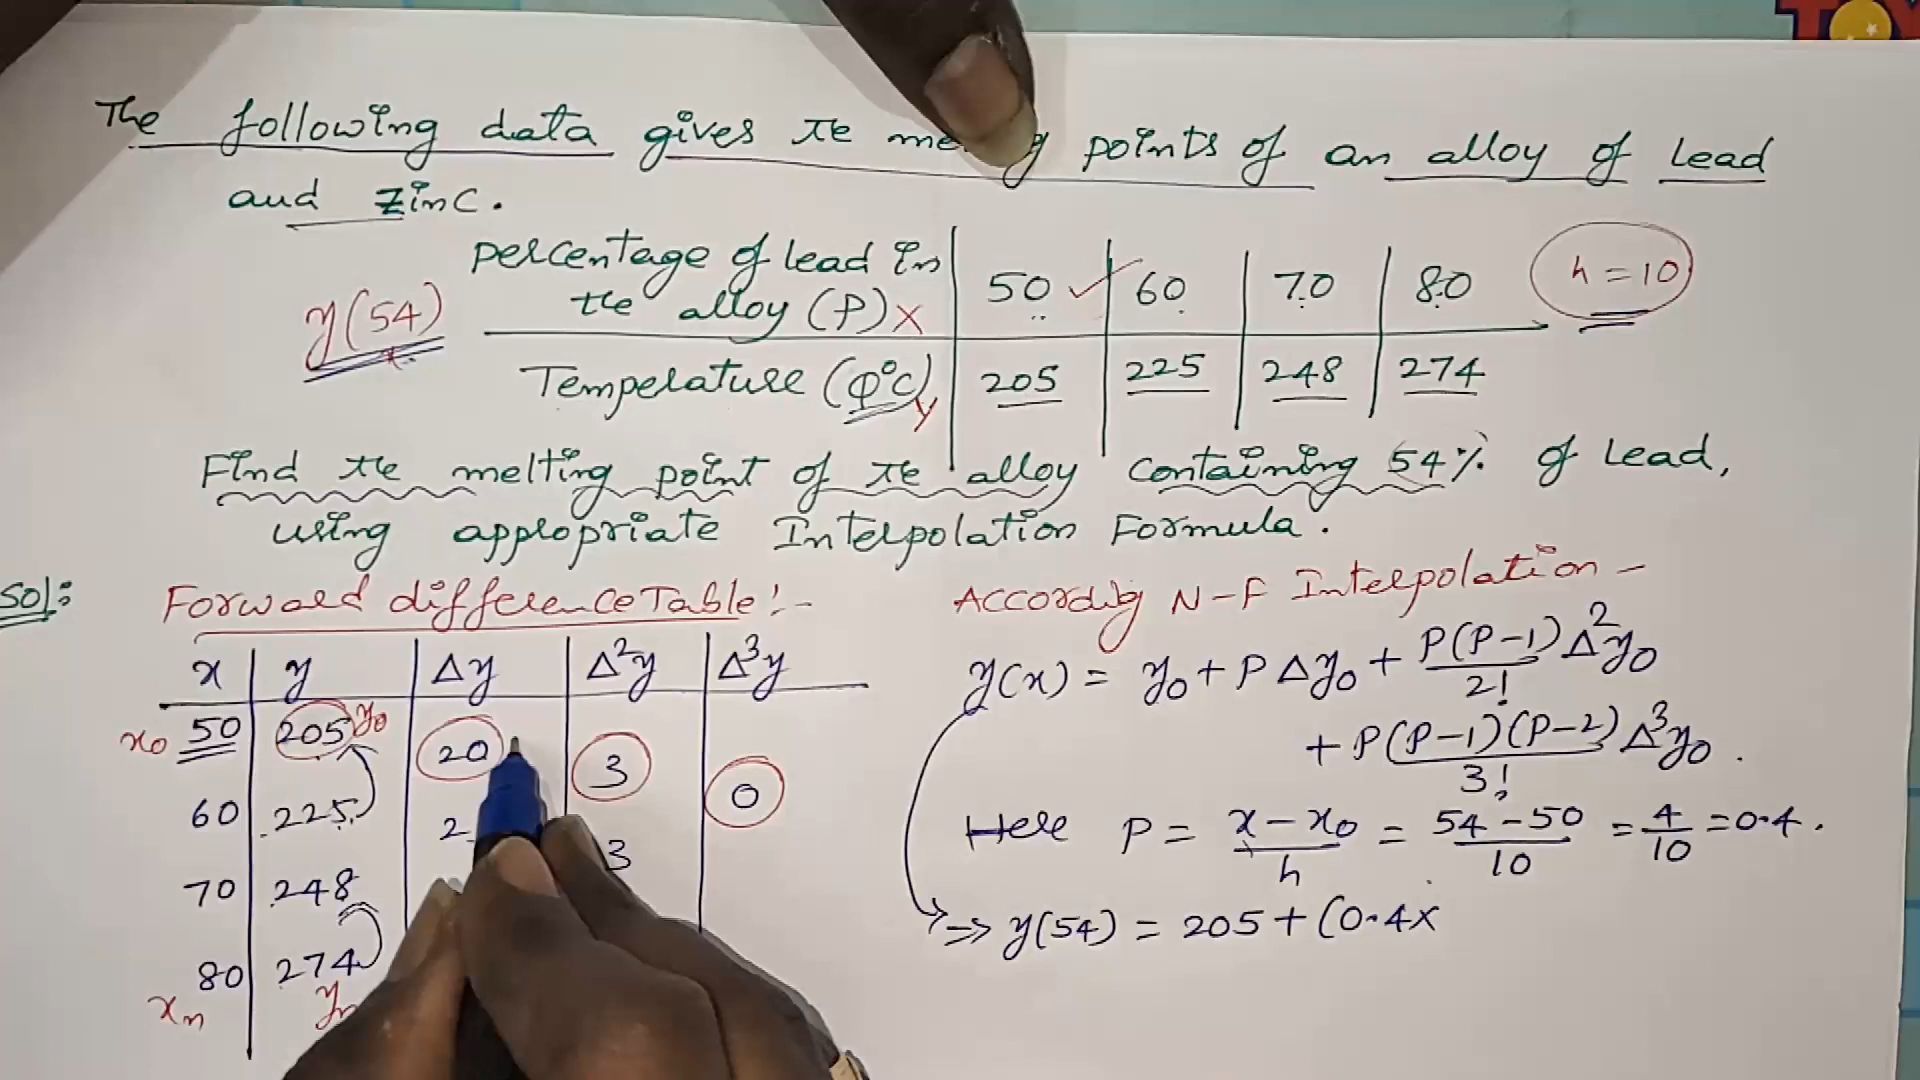 The following data gives the me g points of an alloy of Lead
and Zinc.
percentage of lead in the alloy (P) x | 50 ✓ | 60 | 70 | 80
h = 10
y(54)
Temperature (φ°C) y | 205 | 225 | 248 | 274
Find the melting point of the alloy containing 54% of Lead,
using appropriate Interpolation Formula.
Sol:
Forward difference Table:-
x | y | Δy | Δ²y | Δ³y
x₀ 50 | 205 y₀ | 20 | 3 | 0
60 | 225 | 2 | 3
70 | 248
80 | 274
xₙ yₙ
According N-F Interpolation -
y(x) = y₀ + P Δy₀ + P(P-1)/2! Δ²y₀
+ P(P-1)(P-2)/3! Δ³y₀.
Here P = x - x₀/h = 54-50/10 = 4/10 = 0.4.
⇒ y(54) = 205 + (0.4x